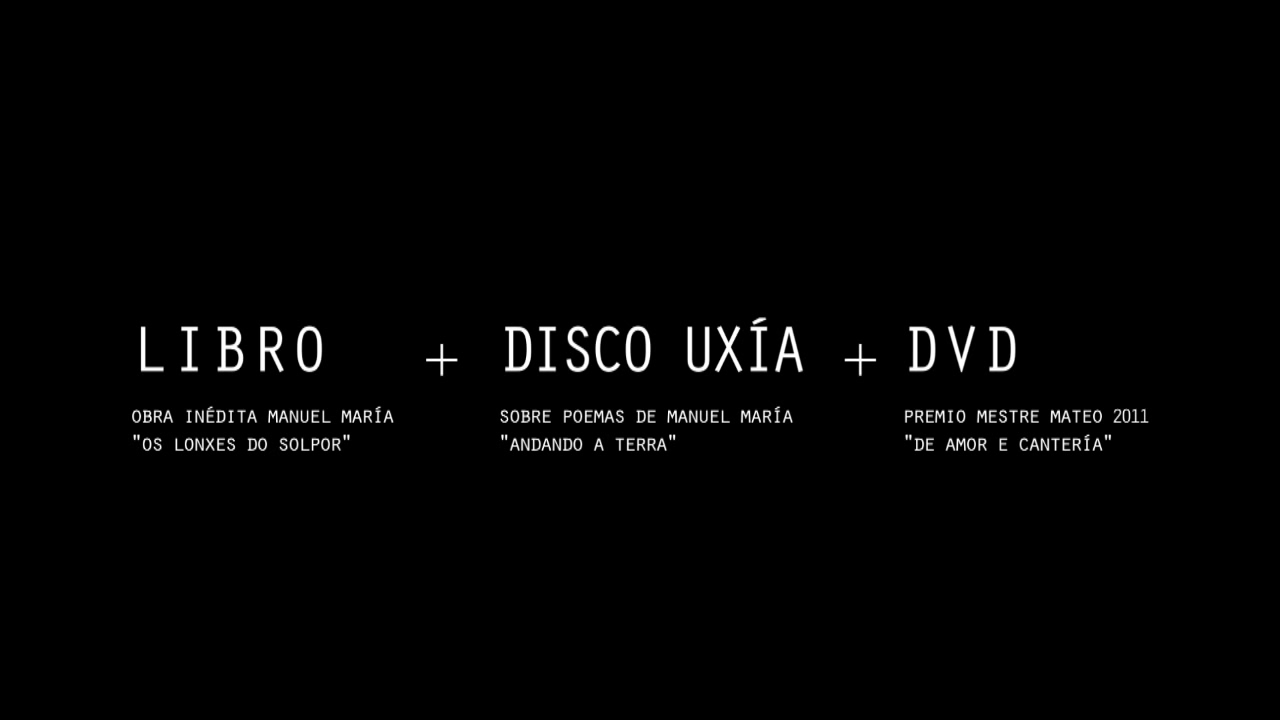 LIBRO + DISCO UXÍA + DVD
OBRA INÉDITA MANUEL MARÍA
"OS LONXES DO SOLPOR"
SOBRE POEMAS DE MANUEL MARÍA
"ANDANDO A TERRA"
PREMIO MESTRE MATEO 2011
"DE AMOR E CANTERÍA"